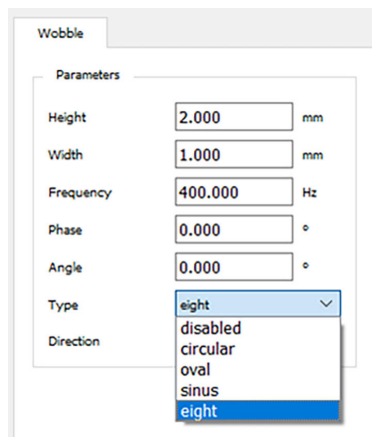 Wobble
Parameters
Height 2.000 mm
Width 1.000 mm
Frequency 400.000 Hz
Phase 0.000 °
Angle 0.000 °
Type eight
disabled
Direction
circular
oval
sinus
eight